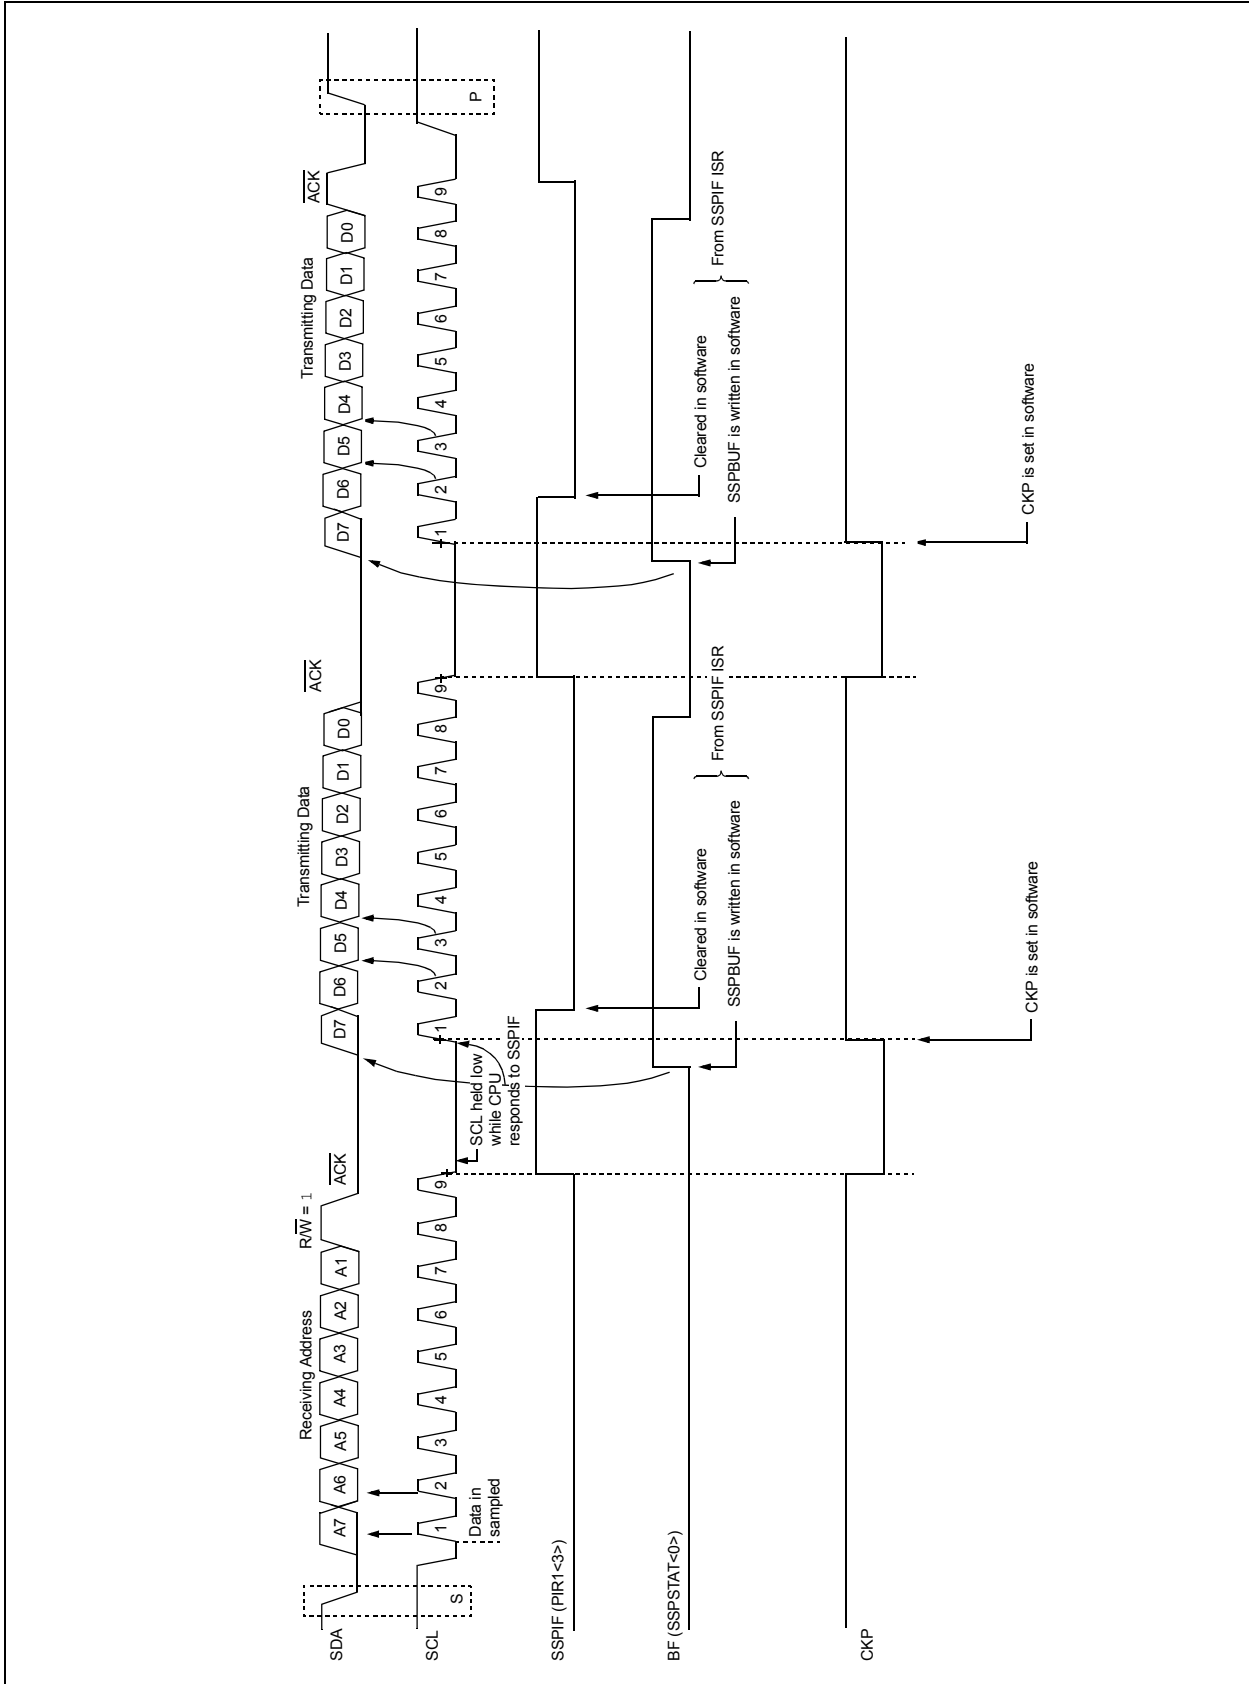 Receiving Address
R/W = 1
ACK
Transmitting Data
ACK
Transmitting Data
ACK
SDA
A7
A6
A5
A4
A3
A2
A1
D7
D6
D5
D4
D3
D2
D1
D0
D7
D6
D5
D4
D3
D2
D1
D0
SCL
S
1
2
3
4
5
6
7
8
9
1
2
3
4
5
6
7
8
9
1
2
3
4
5
6
7
8
9
P
Data in
sampled
SCL held low
while CPU
responds to SSPIF
SSPIF (PIR1<3>)
BF (SSPSTAT<0>)
Cleared in software
SSPBUF is written in software
From SSPIF ISR
Cleared in software
SSPBUF is written in software
From SSPIF ISR
CKP
CKP is set in software
CKP is set in software